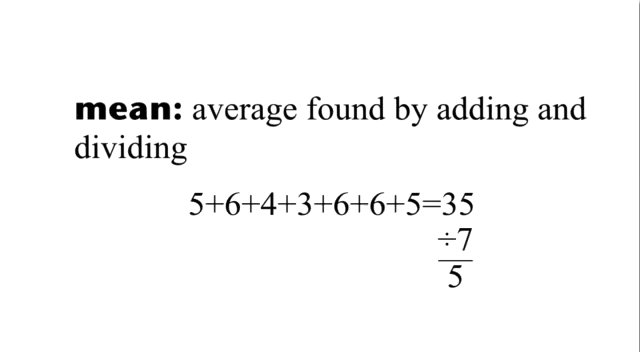 mean: average found by adding and
dividing
5+6+4+3+6+6+5=35
÷7
5